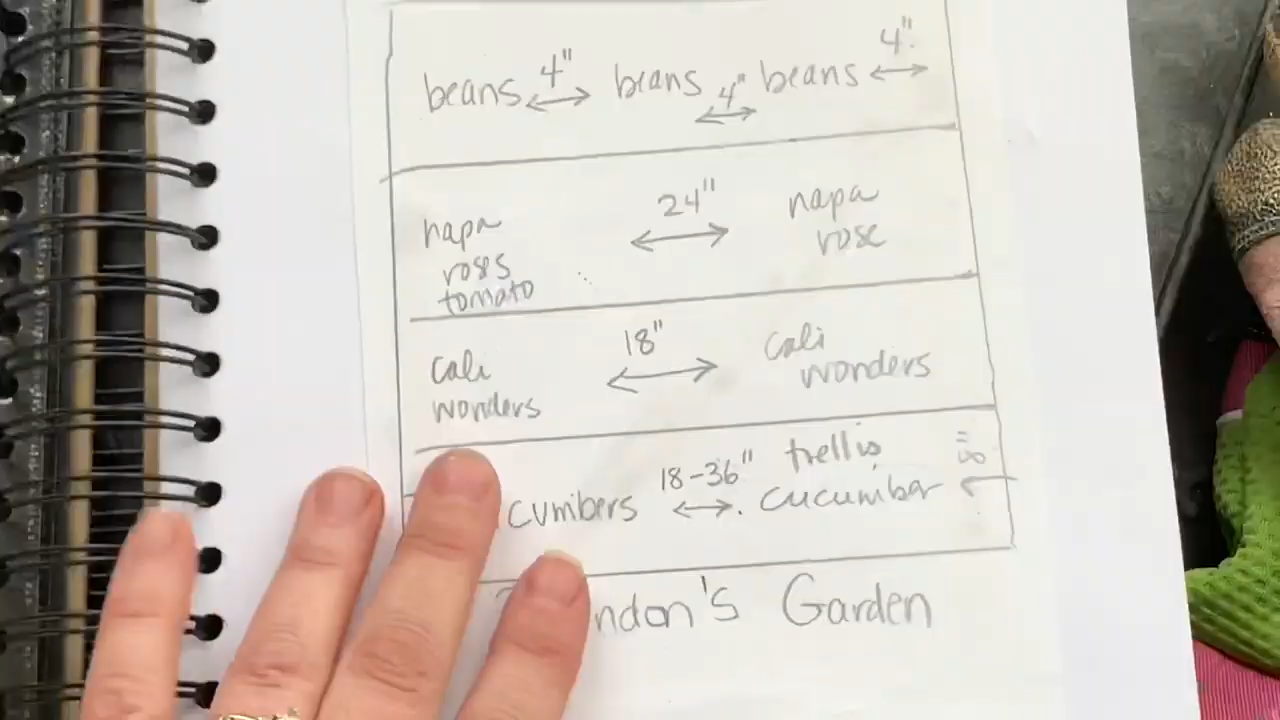 4"
4"
beans beans 4" beans
24"
napa napa
roses rose
tomato
18"
cali cali
wonders wonders
18-36" trellis
cumbers cucumber
ndon's Garden